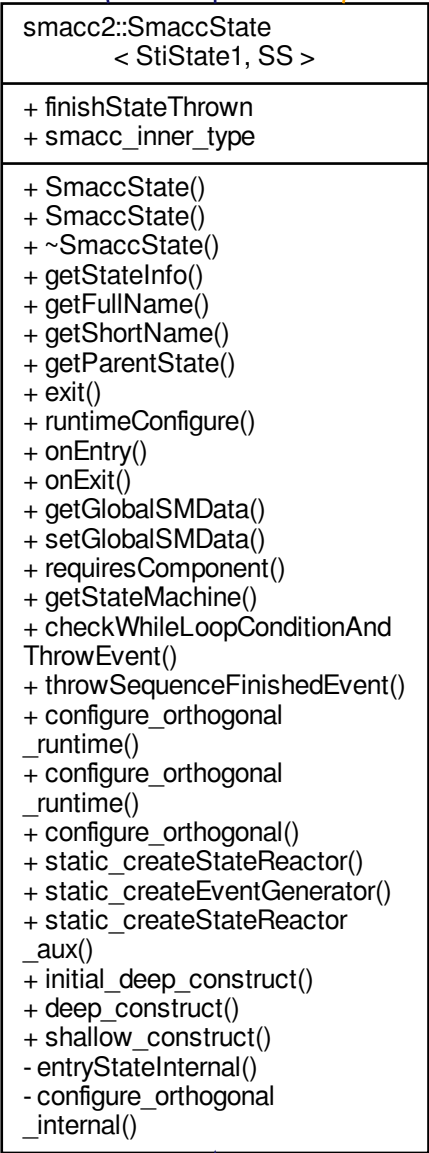 smacc2::SmaccState
< StiState1, SS >
+ finishStateThrown
+ smacc_inner_type
+ SmaccState()
+ SmaccState()
+ ~SmaccState()
+ getStateInfo()
+ getFullName()
+ getShortName()
+ getParentState()
+ exit()
+ runtimeConfigure()
+ onEntry()
+ onExit()
+ getGlobalSMData()
+ setGlobalSMData()
+ requiresComponent()
+ getStateMachine()
+ checkWhileLoopConditionAnd
ThrowEvent()
+ throwSequenceFinishedEvent()
+ configure_orthogonal
_runtime()
+ configure_orthogonal
_runtime()
+ configure_orthogonal()
+ static_createStateReactor()
+ static_createEventGenerator()
+ static_createStateReactor
_aux()
+ initial_deep_construct()
+ deep_construct()
+ shallow_construct()
- entryStateInternal()
- configure_orthogonal
_internal()